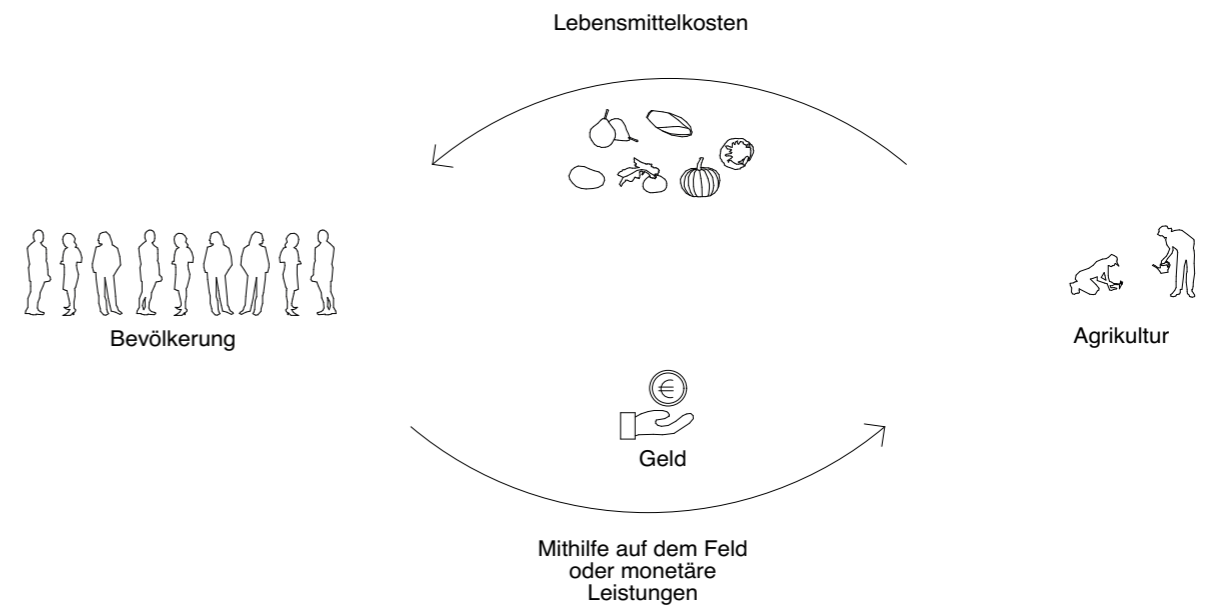 Lebensmittelkosten
Bevölkerung
Agrikultur
€
Geld
Mithilfe auf dem Feld
oder monetäre
Leistungen